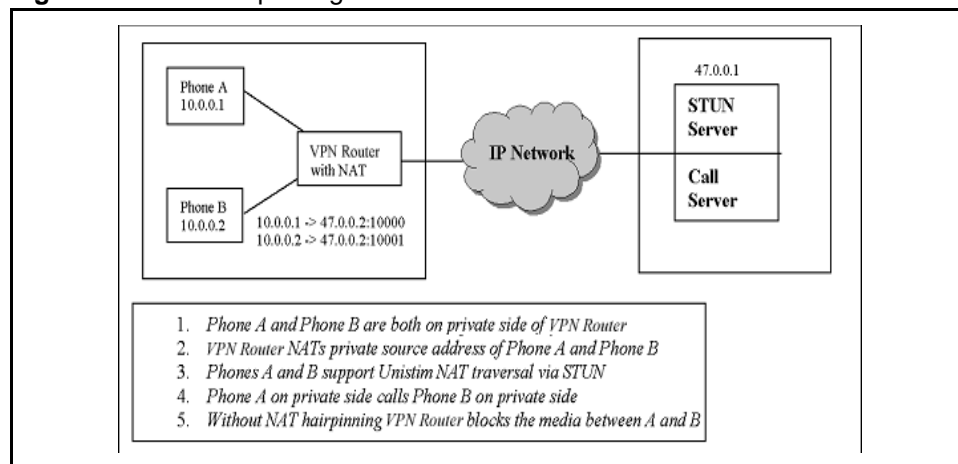 Phone A
10.0.0.1
VPN Router
with NAT
Phone B
10.0.0.2
10.0.0.1 -> 47.0.0.2:10000
10.0.0.2 -> 47.0.0.2:10001
IP Network
47.0.0.1
STUN
Server
Call
Server
1. Phone A and Phone B are both on private side of VPN Router
2. VPN Router NATs private source address of Phone A and Phone B
3. Phones A and B support Unistim NAT traversal via STUN
4. Phone A on private side calls Phone B on private side
5. Without NAT hairpinning VPN Router blocks the media between A and B